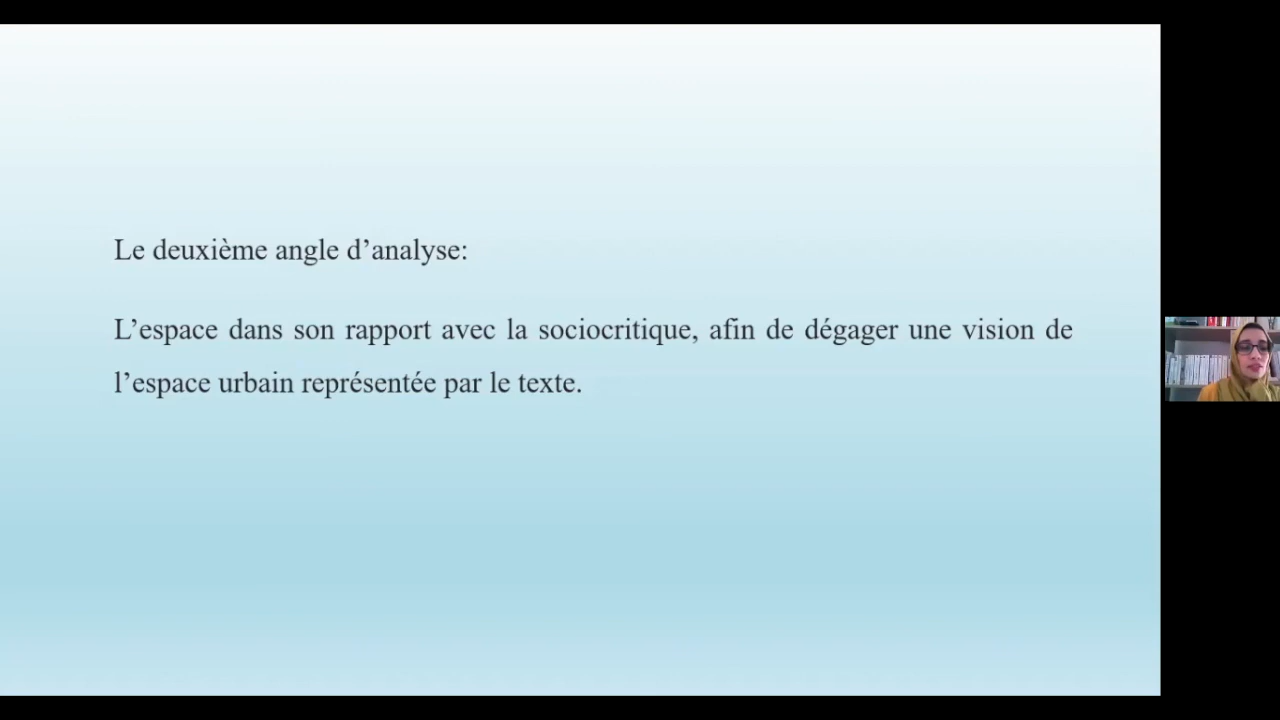 Le deuxième angle d’analyse:
L’espace dans son rapport avec la sociocritique, afin de dégager une vision de
l’espace urbain représentée par le texte.